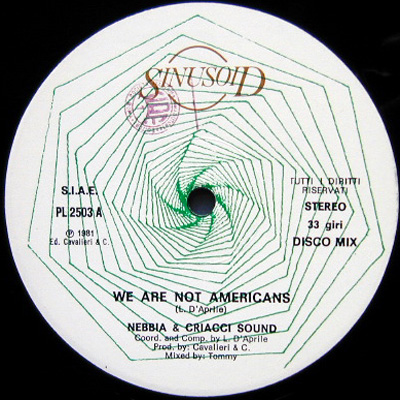 SINUSOID
S.I.A.E.
PL 2503 A
℗ 1981
Ed. Cavalieri & C.
TUTTI I DIRITTI
RISERVATI
STEREO
33 giri
DISCO MIX
WE ARE NOT AMERICANS
(L. D'Aprile)
NEBBIA & CRIACCI SOUND
Coord. and Comp. by L. D'Aprile
Prod. by: Cavalieri & C.
Mixed by: Tommy